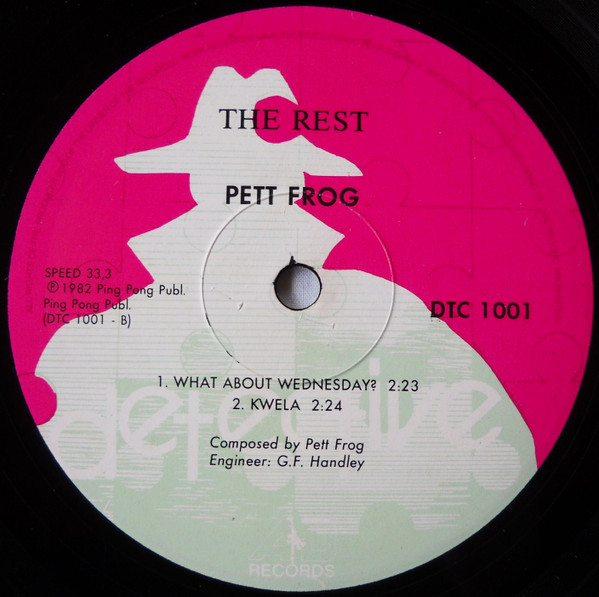 THE REST
PETT FROG
SPEED 33,3
℗ 1982 Ping Pong Publ.
Ping Pong Publ.
(DTC 1001 - B)
DTC 1001
1. WHAT ABOUT WEDNESDAY? 2:23
2. KWELA 2:24
Composed by Pett Frog
Engineer: G.F. Handley
detective
RECORDS